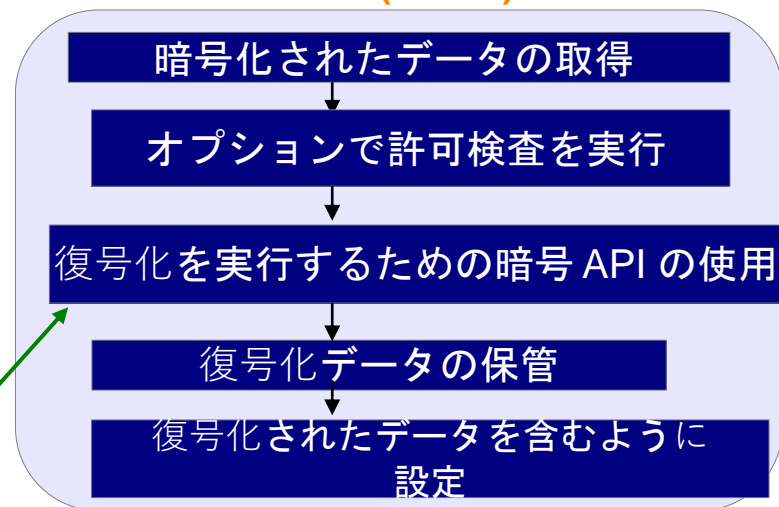 暗号化されたデータの取得
オプションで許可検査を実行
復号化を実行するための暗号 API の使用
復号化データの保管
復号化されたデータを含むように
設定